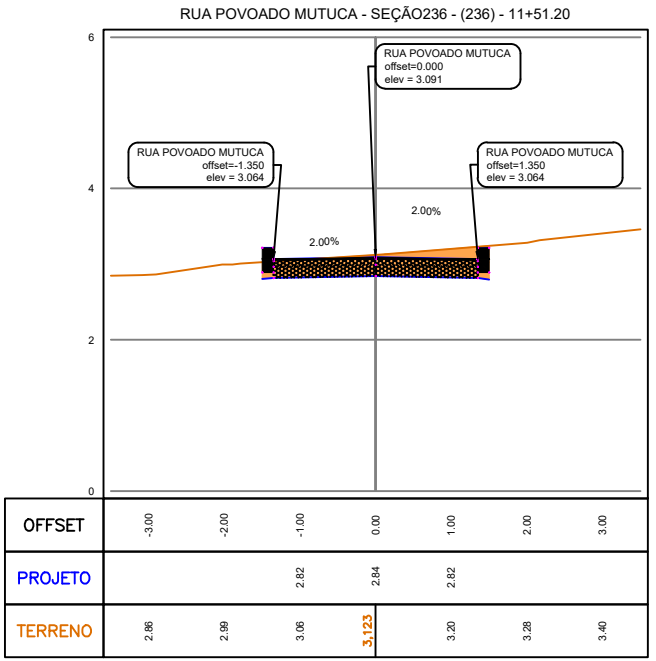 RUA POVOADO MUTUCA - SEÇÃO236 - (236) - 11+51.20
6
RUA POVOADO MUTUCA
offset=0.000
elev = 3.091
RUA POVOADO MUTUCA
offset=-1.350
elev = 3.064
RUA POVOADO MUTUCA
offset=1.350
elev = 3.064
4
2.00%
2.00%
2
0
OFFSET -3.00 -2.00 -1.00 0.00 1.00 2.00 3.00
PROJETO 2.82 2.84 2.82
TERRENO 2.86 2.99 3.06 3,123 3.20 3.28 3.40